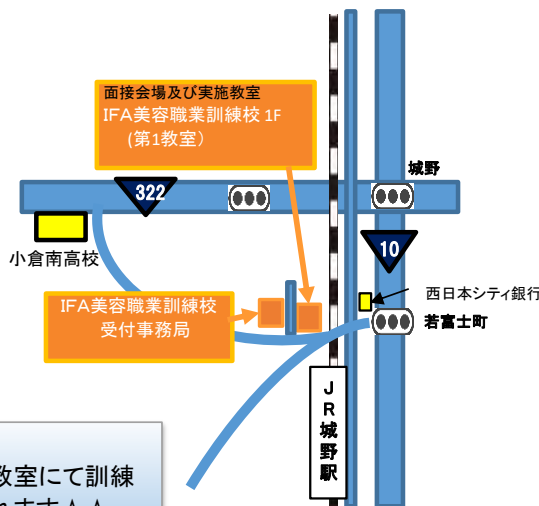 面接会場及び実施教室
IFA美容職業訓練校 1F
(第1教室）
城野
322
10
小倉南高校
西日本シティ銀行
IFA美容職業訓練校
受付事務局
若富士町
JR城野駅
教室にて訓練